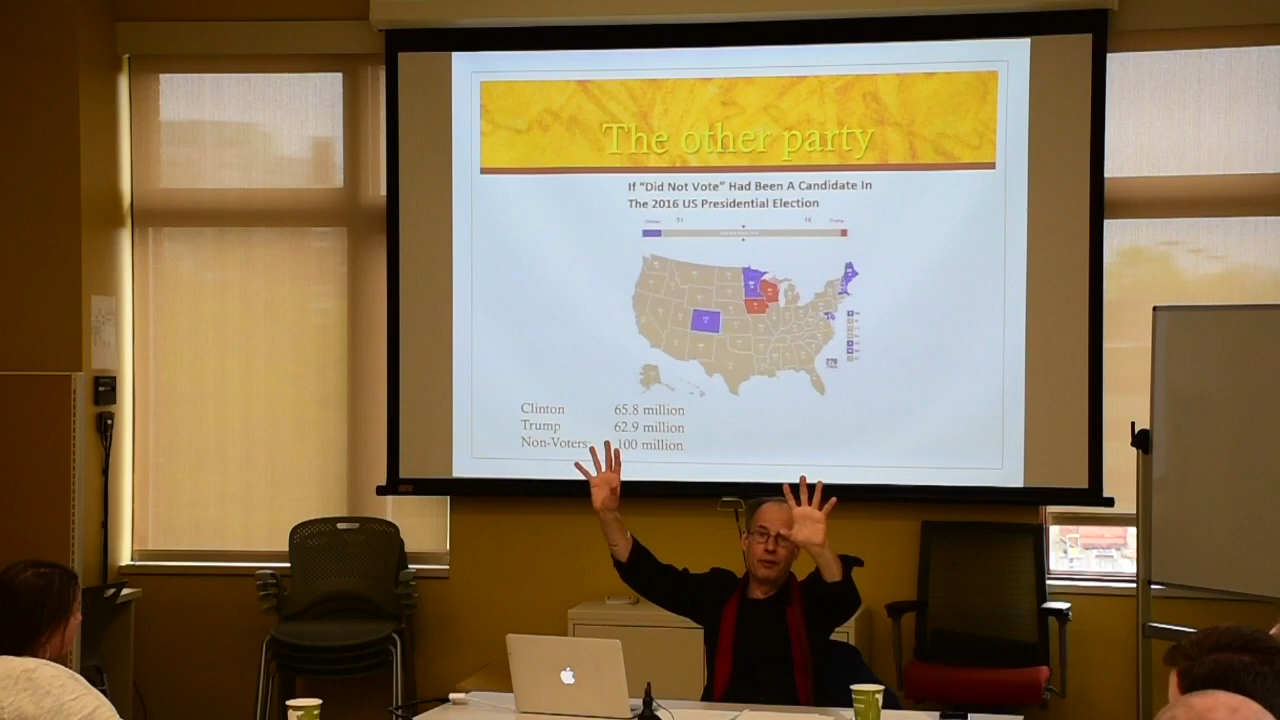 The other party
If "Did Not Vote" Had Been A Candidate In
The 2016 US Presidential Election
Clinton 65.8 million
Trump 62.9 million
Non-Voters: 100 million
270